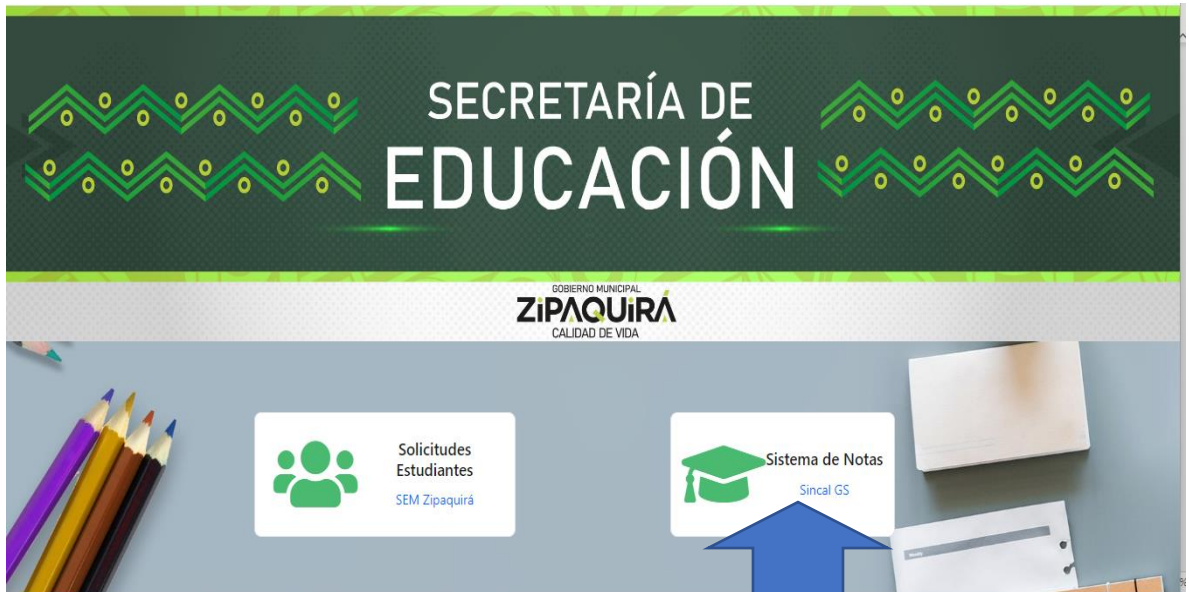 SECRETARÍA DE
EDUCACIÓN
GOBIERNO MUNICIPAL
ZiPAQUiRÁ
CALIDAD DE VIDA
Solicitudes
Estudiantes
SEM Zipaquirá
Sistema de Notas
Sincal GS